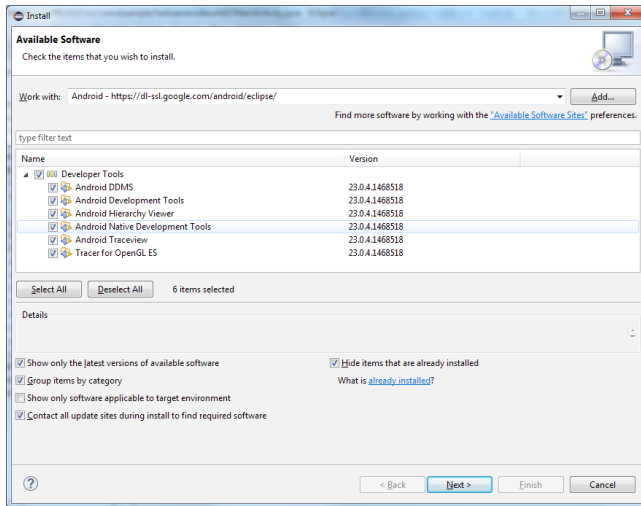 Install
Available Software
Check the items that you wish to install.
Work with: Android - https://dl-ssl.google.com/android/eclipse/ Add...
Find more software by working with the "Available Software Sites" preferences.
type filter text
Name Version
Developer Tools
Android DDMS 23.0.4.1468518
Android Development Tools 23.0.4.1468518
Android Hierarchy Viewer 23.0.4.1468518
Android Native Development Tools 23.0.4.1468518
Android Traceview 23.0.4.1468518
Tracer for OpenGL ES 23.0.4.1468518
Select All Deselect All 6 items selected
Details
Show only the latest versions of available software Hide items that are already installed
Group items by category What is already installed?
Show only software applicable to target environment
Contact all update sites during install to find required software
? < Back Next > Finish Cancel